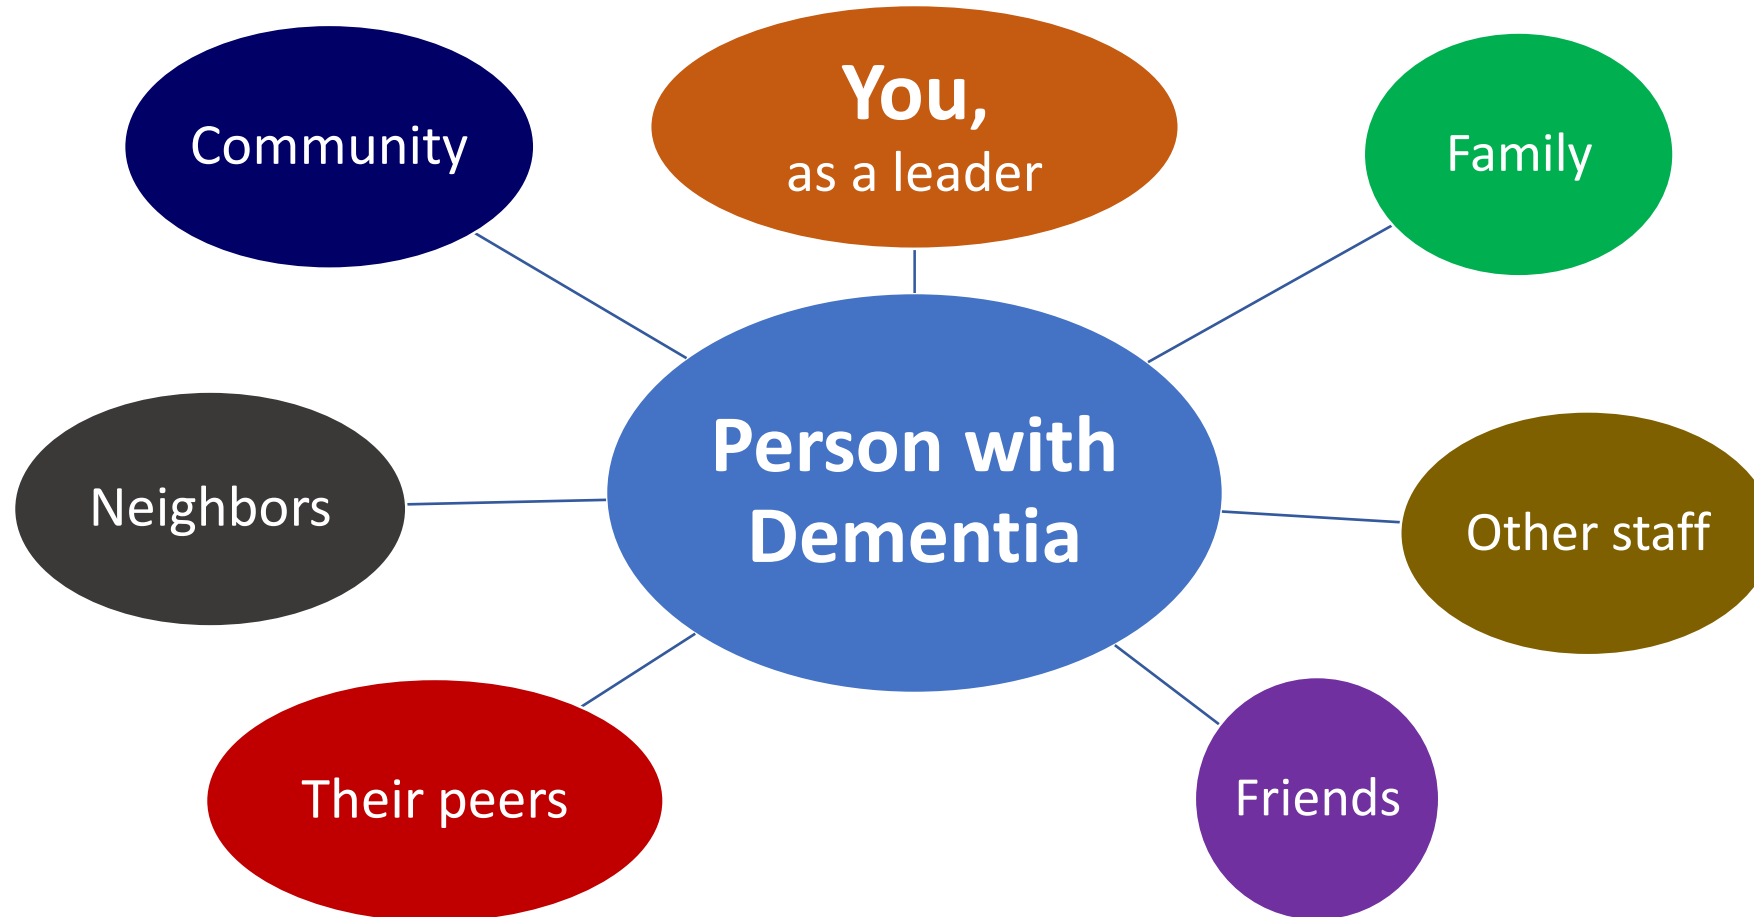 You,
as a leader
Community
Family
Person with
Dementia
Neighbors
Other staff
Their peers
Friends